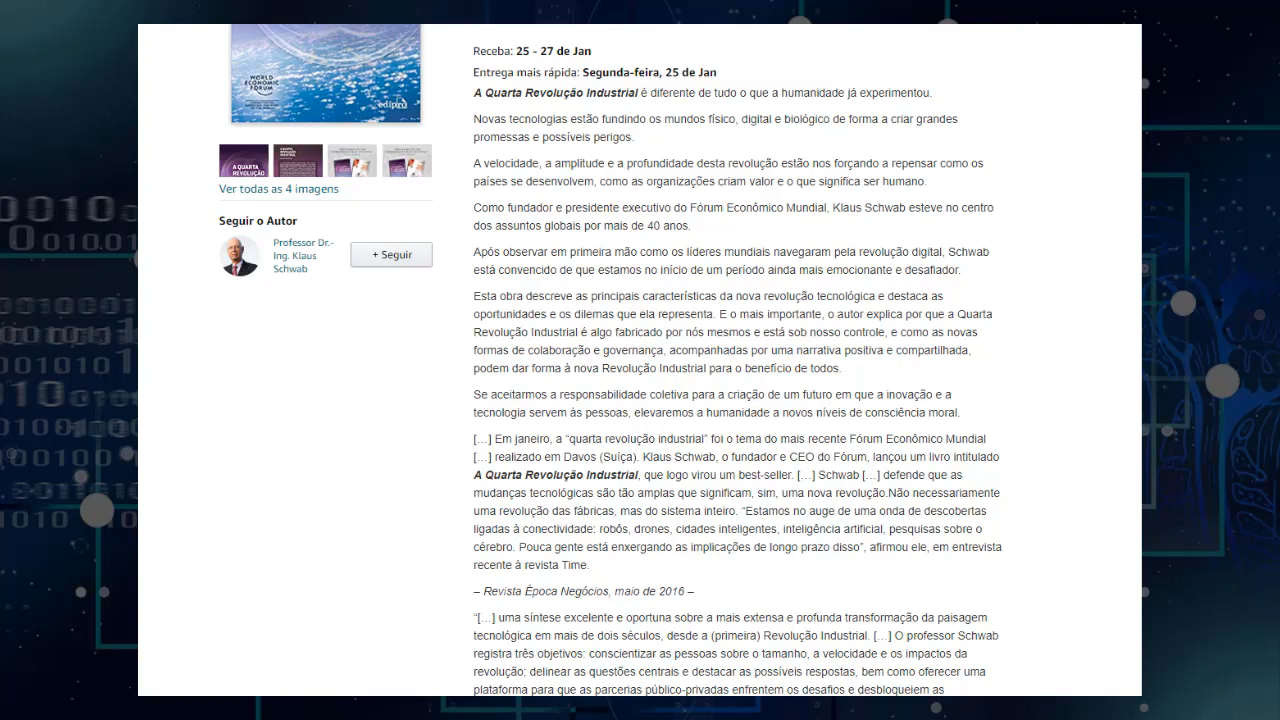 WORLD
ECONOMIC
FORUM
edipro
A QUARTA
REVOLUÇÃO
Ver todas as 4 imagens
Seguir o Autor
Professor Dr.-
Ing. Klaus
Schwab
+ Seguir
Receba: 25 - 27 de Jan
Entrega mais rápida: Segunda-feira, 25 de Jan
A Quarta Revolução Industrial é diferente de tudo o que a humanidade já experimentou.
Novas tecnologias estão fundindo os mundos físico, digital e biológico de forma a criar grandes
promessas e possíveis perigos.
A velocidade, a amplitude e a profundidade desta revolução estão nos forçando a repensar como os
países se desenvolvem, como as organizações criam valor e o que significa ser humano.
Como fundador e presidente executivo do Fórum Econômico Mundial, Klaus Schwab esteve no centro
dos assuntos globais por mais de 40 anos.
Após observar em primeira mão como os líderes mundiais navegaram pela revolução digital, Schwab
está convencido de que estamos no início de um período ainda mais emocionante e desafiador.
Esta obra descreve as principais características da nova revolução tecnológica e destaca as
oportunidades e os dilemas que ela representa. E o mais importante, o autor explica por que a Quarta
Revolução Industrial é algo fabricado por nós mesmos e está sob nosso controle, e como as novas
formas de colaboração e governança, acompanhadas por uma narrativa positiva e compartilhada,
podem dar forma à nova Revolução Industrial para o benefício de todos.
Se aceitarmos a responsabilidade coletiva para a criação de um futuro em que a inovação e a
tecnologia servem às pessoas, elevaremos a humanidade a novos níveis de consciência moral.
[…] Em janeiro, a “quarta revolução industrial” foi o tema do mais recente Fórum Econômico Mundial
[…] realizado em Davos (Suíça). Klaus Schwab, o fundador e CEO do Fórum, lançou um livro intitulado
A Quarta Revolução Industrial, que logo virou um best-seller. […] Schwab […] defende que as
mudanças tecnológicas são tão amplas que significam, sim, uma nova revolução.Não necessariamente
uma revolução das fábricas, mas do sistema inteiro. “Estamos no auge de uma onda de descobertas
ligadas à conectividade: robôs, drones, cidades inteligentes, inteligência artificial, pesquisas sobre o
cérebro. Pouca gente está enxergando as implicações de longo prazo disso”, afirmou ele, em entrevista
recente à revista Time.
– Revista Época Negócios, maio de 2016 –
“[…] uma síntese excelente e oportuna sobre a mais extensa e profunda transformação da paisagem
tecnológica em mais de dois séculos, desde a (primeira) Revolução Industrial. […] O professor Schwab
registra três objetivos: conscientizar as pessoas sobre o tamanho, a velocidade e os impactos da
revolução; delinear as questões centrais e destacar as possíveis respostas, bem como oferecer uma
plataforma para que as parcerias público-privadas enfrentem os desafios e desbloqueiem as